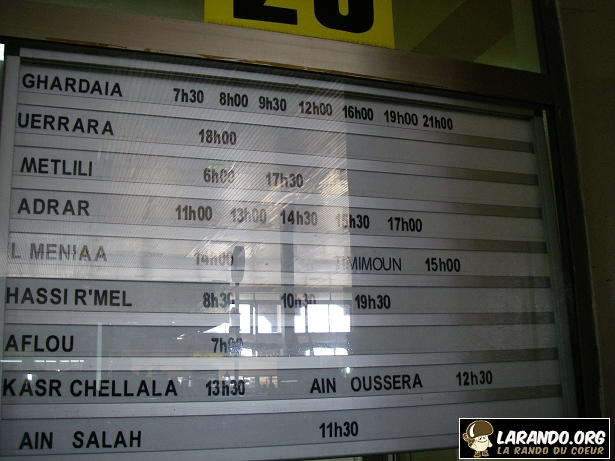 GHARDAIA 7h30 8h00 9h30 12h00 16h00 19h00 21h00
UERRARA 18h00
METLILI 6h00 17h30
ADRAR 11h00 13h00 14h30 15h30 17h00
L MENIAA 14h00 TIMIMOUN 15h00
HASSI R'MEL 8h30 10h30 19h30
AFLOU 7h00
KASR CHELLALA 13h30 AIN OUSSERA 12h30
AIN SALAH 11h30
LARANDO.ORG
LA RANDO DU COEUR